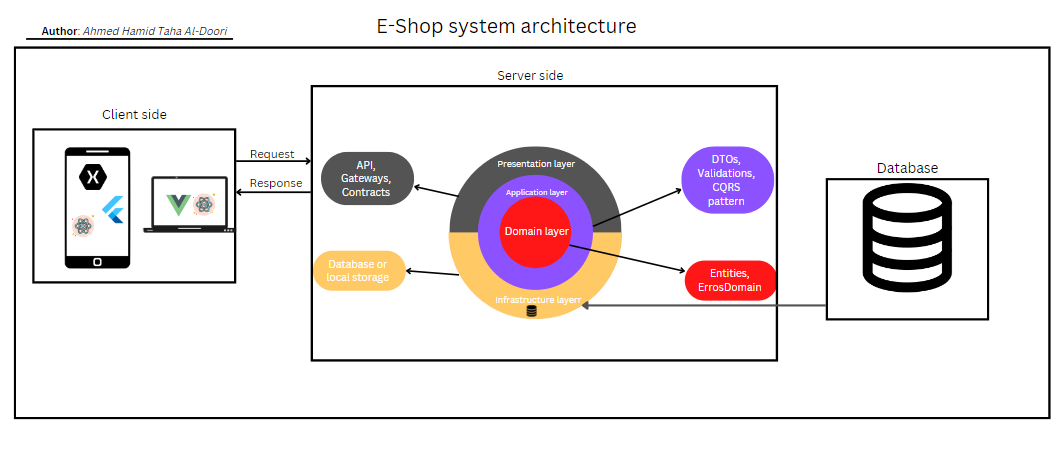 E-Shop system architecture
Author: Ahmed Hamid Taha Al-Doori
Server side
Client side
Request
Response
API,
Gateways,
Contracts
Database or
local storage
Presentation layer
Application layer
Domain layer
Infrastructure layerr
DTOs,
Validations,
CQRS
pattern
Entities,
ErrosDomain
Database